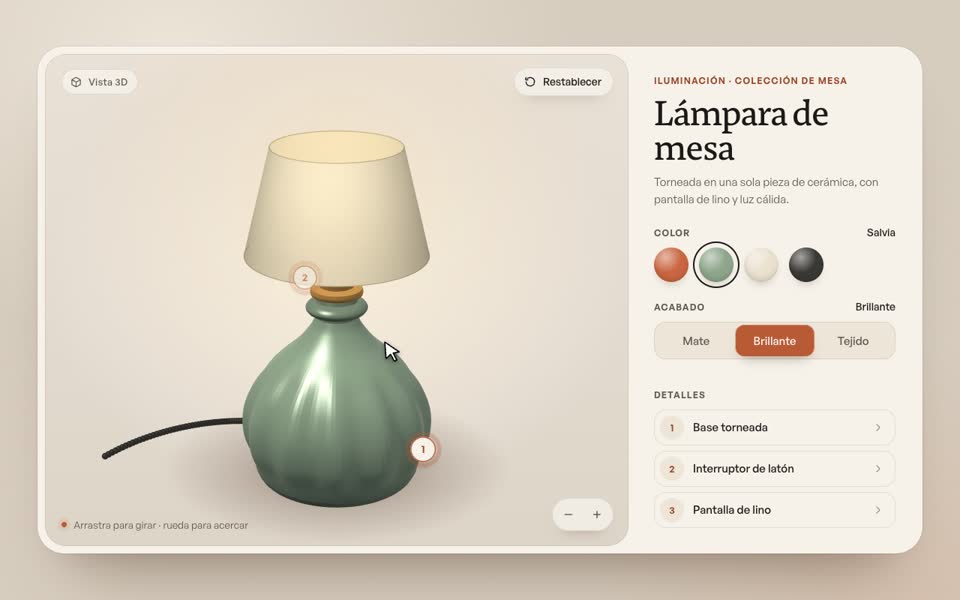 Vista 3D
Restablecer
2
1
Arrastra para girar · rueda para acercar
− +
ILUMINACIÓN · COLECCIÓN DE MESA
Lámpara de
mesa
Torneada en una sola pieza de cerámica, con
pantalla de lino y luz cálida.
COLOR Salvia
ACABADO Brillante
Mate Brillante Tejido
DETALLES
1 Base torneada
2 Interruptor de latón
3 Pantalla de lino